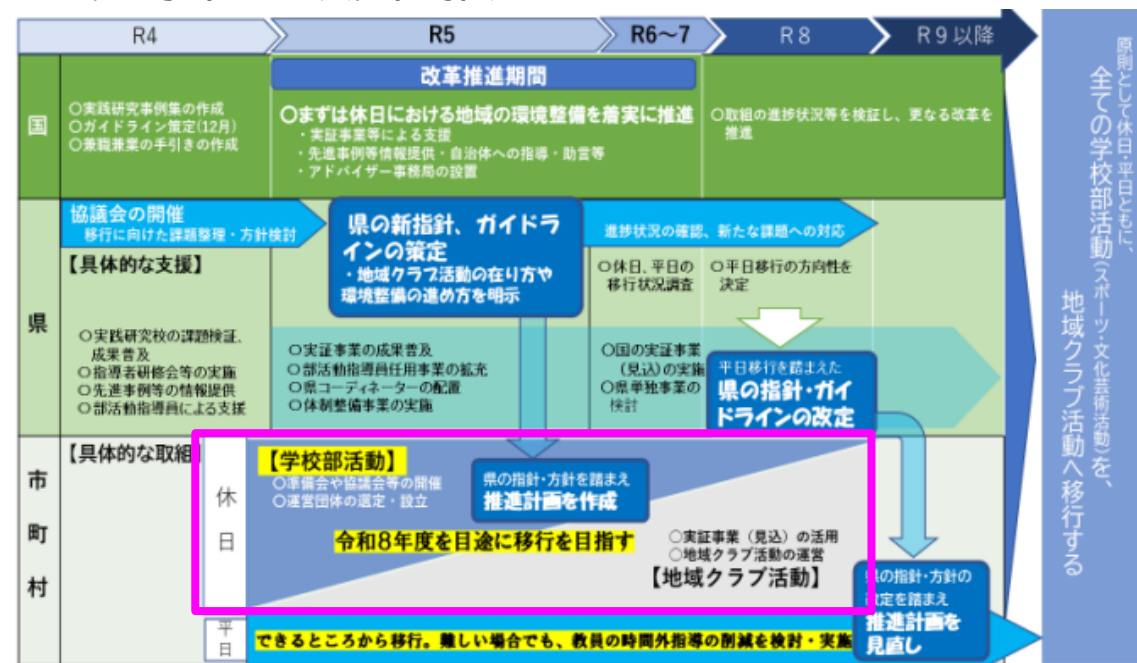 R4
R5
R6～7
R8
R9以降
改革推進期間
国
○実践研究事例集の作成
○ガイドライン策定(12月)
○兼職兼業の手引きの作成
○まずは休日における地域の環境整備を着実に推進
・実証事業等による支援
・先進事例等情報提供・自治体への指導・助言等
・アドバイザー事務局の設置
○取組の進捗状況等を検証し、更なる改革を
推進
県
協議会の開催
移行に向けた課題整理・方針検討
県の新指針、ガイドラ
インの策定
・地域クラブ活動の在り方や
環境整備の進め方を明示
進捗状況の確認、新たな課題への対応
【具体的な支援】
○実践研究校の課題検証、
成果普及
○指導者研修会等の実施
○先進事例等の情報提供
○部活動指導員による支援
○実証事業の成果普及
○部活動指導員任用事業の拡充
○県コーディネーターの配置
○体制整備事業の実施
○休日、平日の
移行状況調査
○国の実証事業
(見込)の実施
○県単独事業の
検討
○平日移行の方向性を
決定
平日移行を踏まえた
県の指針・ガイ
ドラインの改定
市町村
【具体的な取組】
休日
【学校部活動】
○準備会や協議会等の開催
○運営団体の選定・設立
県の指針・方針を踏まえ
推進計画を作成
令和8年度を目途に移行を目指す
○実証事業（見込）の活用
○地域クラブ活動の運営
【地域クラブ活動】
県の指針・方針の
改定を踏まえ
推進計画を
見直し
平日
できるところから移行。難しい場合でも、教員の時間外指導の削減を検討・実施
原則として休日・平日ともに、
全ての学校部活動(スポーツ・文化芸術活動)を、
地域クラブ活動へ移行する